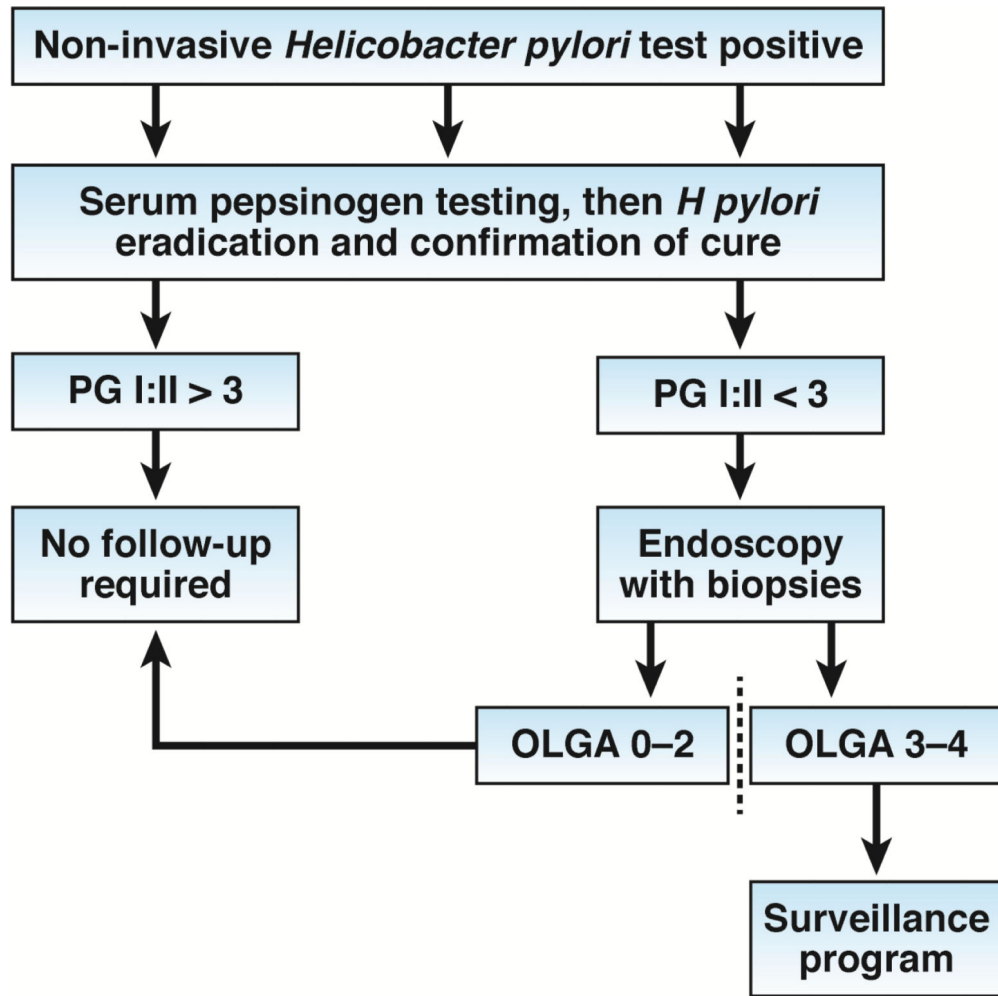 Non-invasive Helicobacter pylori test positive
Serum pepsinogen testing, then H pylori
eradication and confirmation of cure
PG I:II > 3
PG I:II < 3
No follow-up
required
Endoscopy
with biopsies
OLGA 0–2
OLGA 3–4
Surveillance
program